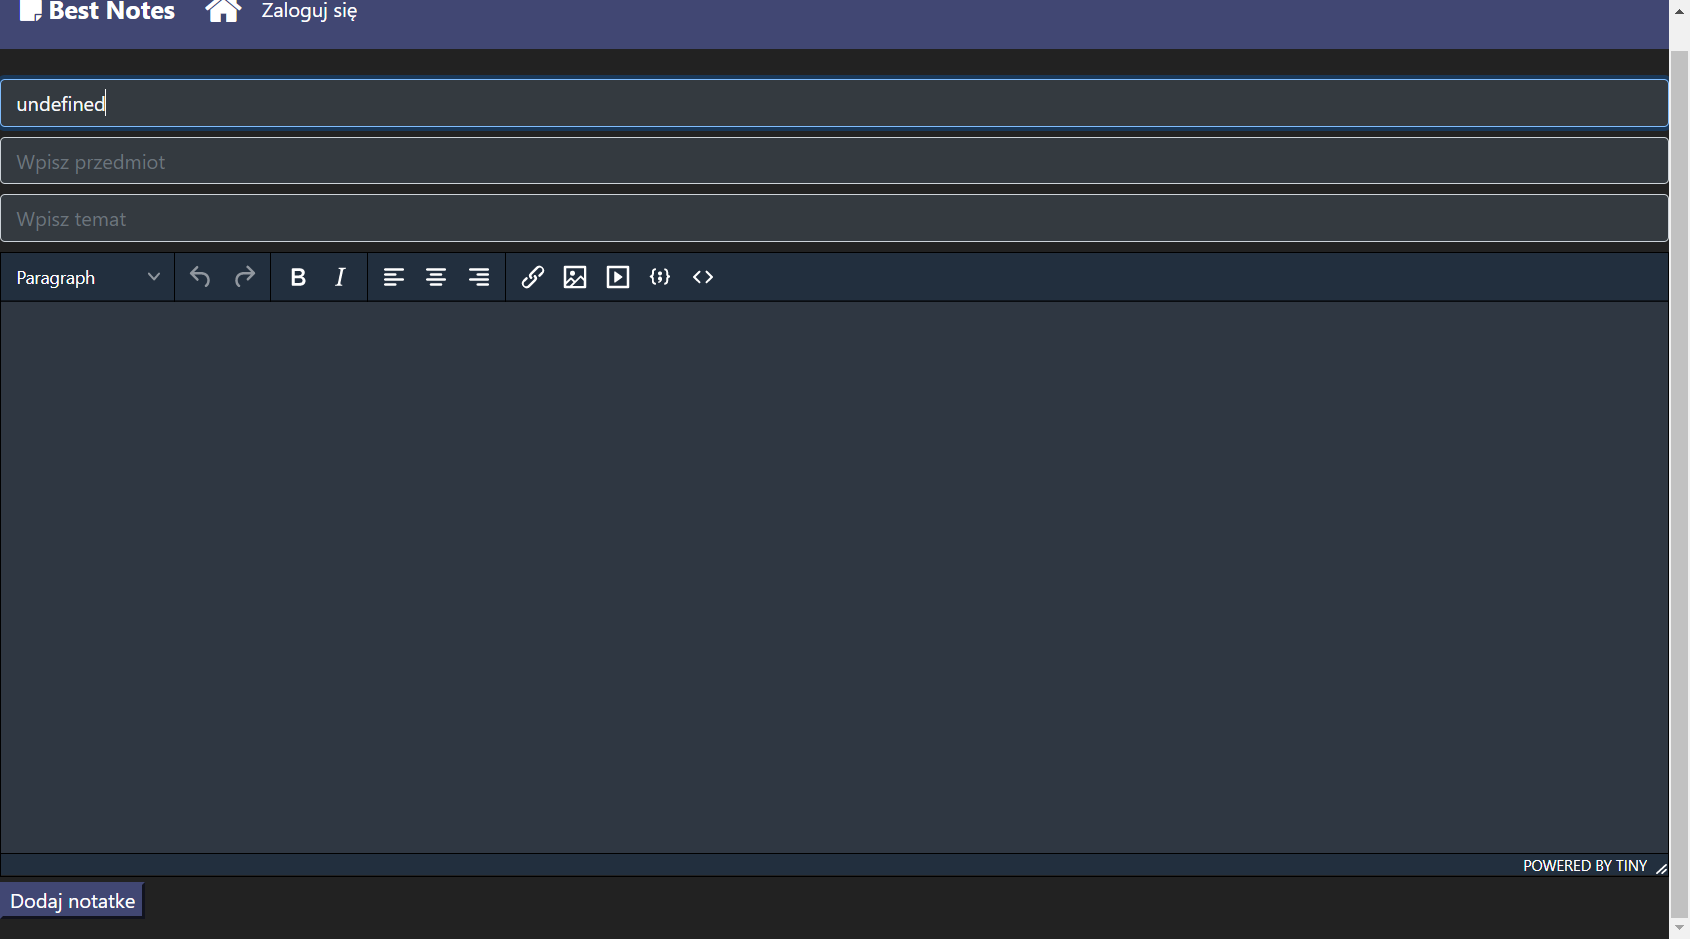 Best Notes Zaloguj się
undefined
Wpisz przedmiot
Wpisz temat
Paragraph
POWERED BY TINY
Dodaj notatke